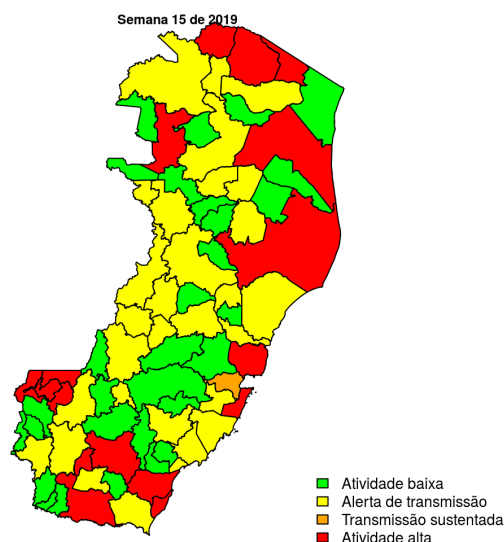 Semana 15 de 2019
Atividade baixa
Alerta de transmissão
Transmissão sustentada
Atividade alta